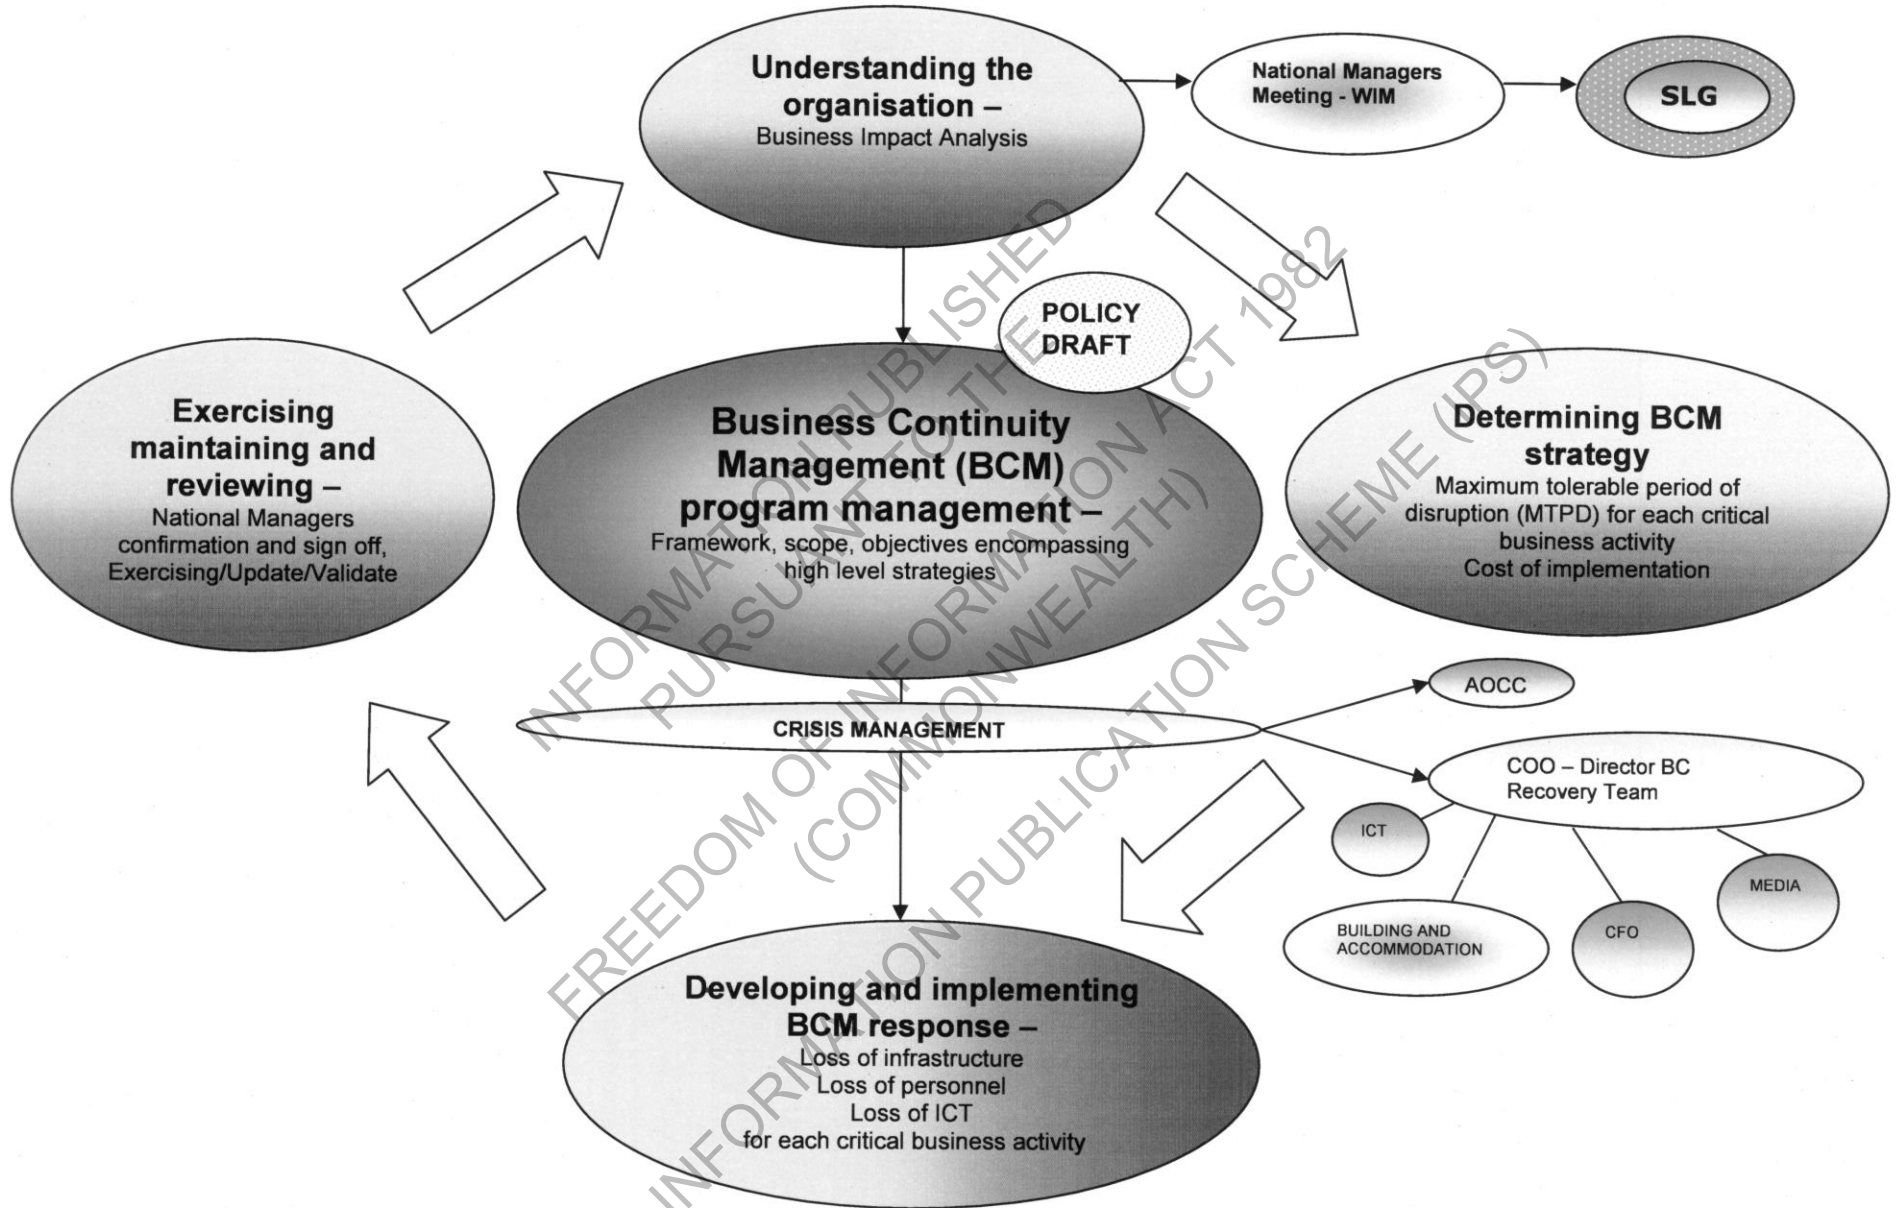 Understanding the
organisation –
Business Impact Analysis
National Managers
Meeting - WIM
SLG
POLICY
DRAFT
Exercising
maintaining and
reviewing –
National Managers
confirmation and sign off,
Exercising/Update/Validate
Business Continuity
Management (BCM)
program management –
Framework, scope, objectives encompassing
high level strategies
Determining BCM
strategy
Maximum tolerable period of
disruption (MTPD) for each critical
business activity
Cost of implementation
CRISIS MANAGEMENT
AOCC
COO – Director BC
Recovery Team
ICT
BUILDING AND
ACCOMMODATION
CFO
MEDIA
Developing and implementing
BCM response –
Loss of infrastructure
Loss of personnel
Loss of ICT
for each critical business activity
INFORMATION PUBLISHED
PURSUANT TO THE
FREEDOM OF INFORMATION ACT 1982
(COMMONWEALTH)
INFORMATION PUBLICATION SCHEME (IPS)